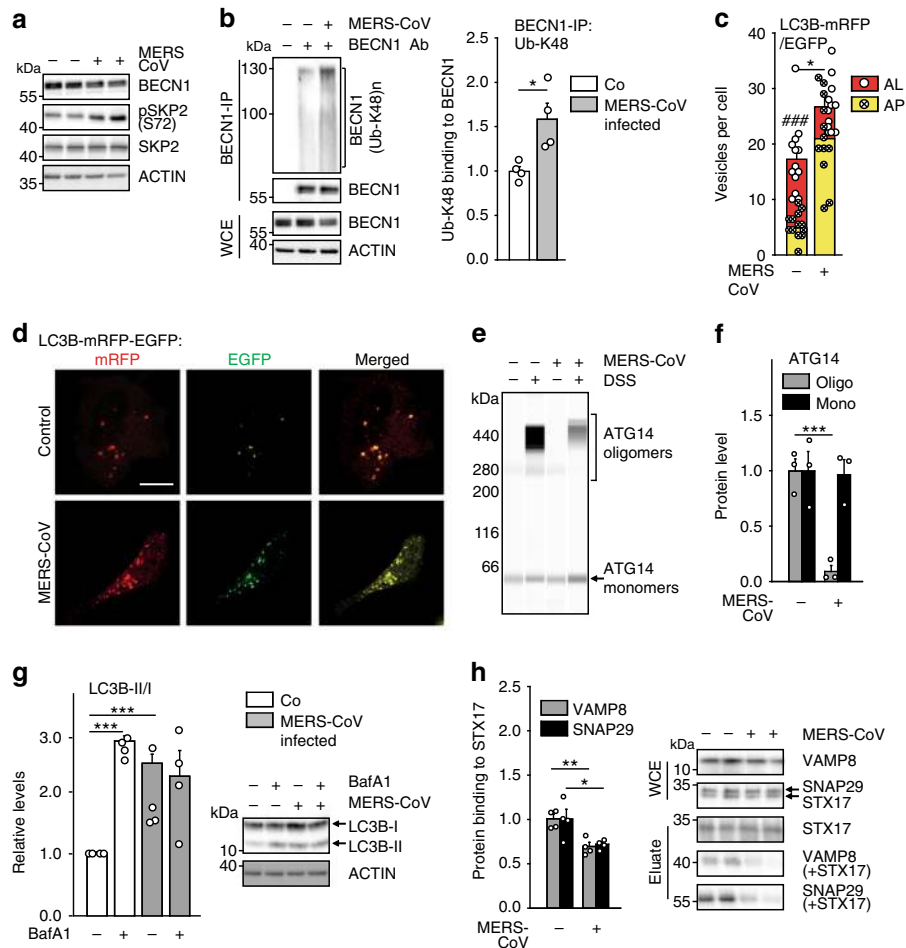 a
MERS
CoV
− − + +
kDa
55
40
40
35
BECN1
pSKP2
(S72)
SKP2
ACTIN
b
MERS-CoV
− − +
BECN1 Ab
− + +
kDa
130
100
55
55
40
BECN1-IP
WCE
BECN1
(Ub-K48)n
BECN1
BECN1
ACTIN
BECN1-IP:
Ub-K48
Ub-K48 binding to BECN1
2.0
1.5
1.0
0.5
0
*
Co
MERS-CoV
infected
c
LC3B-mRFP
/EGFP
Vesicles per cell
40
30
20
10
0
*
###
AL
AP
MERS
CoV
− +
d
LC3B-mRFP-EGFP:
mRFP
EGFP
Merged
Control
MERS-CoV
e
MERS-CoV
− − + +
DSS
− + − +
kDa
440
280
200
116
66
ATG14
oligomers
ATG14
monomers
f
ATG14
Oligo
Mono
Protein level
1.5
1.0
0.5
0.0
***
− +
MERS-
CoV
g
LC3B-II/I
Relative levels
3.0
2.0
1.0
0.0
***
***
BafA1
− + − +
Co
MERS-CoV
infected
BafA1
− + − +
MERS-CoV
− − + +
kDa
10
40
LC3B-I
LC3B-II
ACTIN
h
Protein binding to STX17
2.5
2.0
1.5
1.0
0.5
0
VAMP8
SNAP29
**
*
− +
MERS-
CoV
MERS-CoV
− − + +
kDa
10
35
35
40
55
WCE
Eluate
VAMP8
SNAP29
STX17
STX17
VAMP8
(+STX17)
SNAP29
(+STX17)